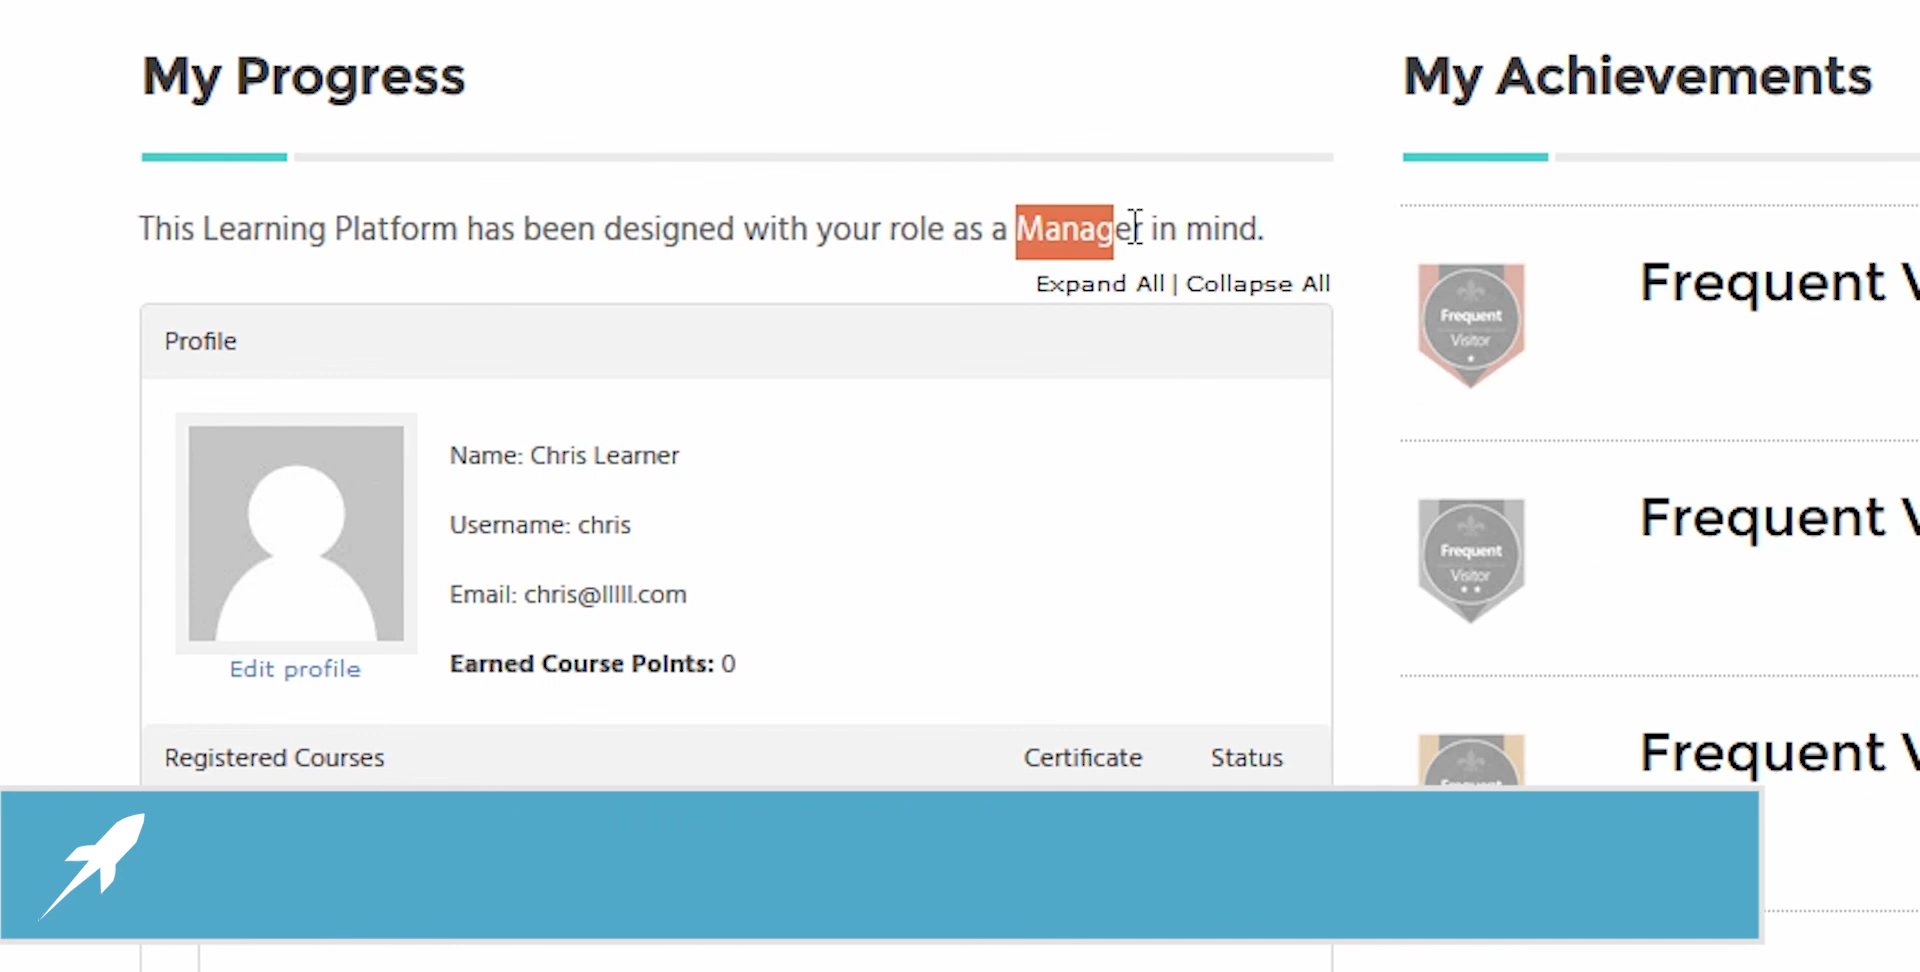 My Progress
This Learning Platform has been designed with your role as a Manager in mind.
Expand All | Collapse All
Profile
Name: Chris Learner
Username: chris
Email: chris@lllll.com
Earned Course Points: 0
Edit profile
Registered Courses Certificate Status
My Achievements
Frequent
Visitor
Frequent V
Frequent
Visitor
Frequent V
Frequent
Frequent V